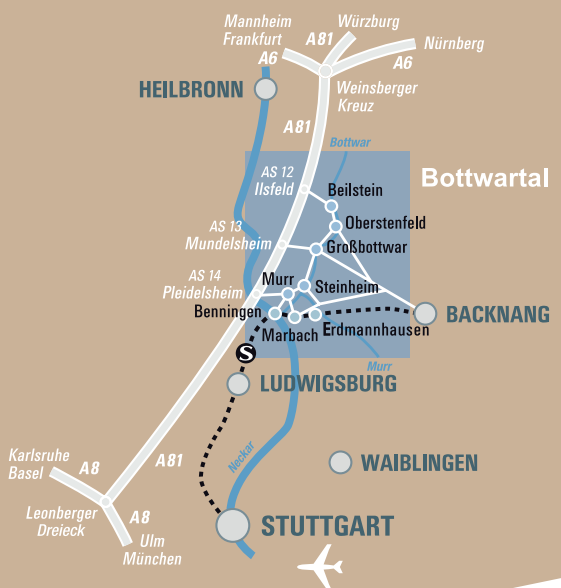 Mannheim
Frankfurt
A6
A81
Würzburg
Nürnberg
A6
HEILBRONN
Weinsberger
Kreuz
A81
Bottwar
AS 12
Ilsfeld
Beilstein
Bottwartal
Oberstenfeld
AS 13
Mundelsheim
Großbottwar
AS 14
Pleidelsheim
Murr
Steinheim
Benningen
Marbach
Erdmannhausen
BACKNANG
Murr
S
LUDWIGSBURG
Neckar
WAIBLINGEN
Karlsruhe
Basel
A8
A81
Leonberger
Dreieck
A8
Ulm
München
STUTTGART